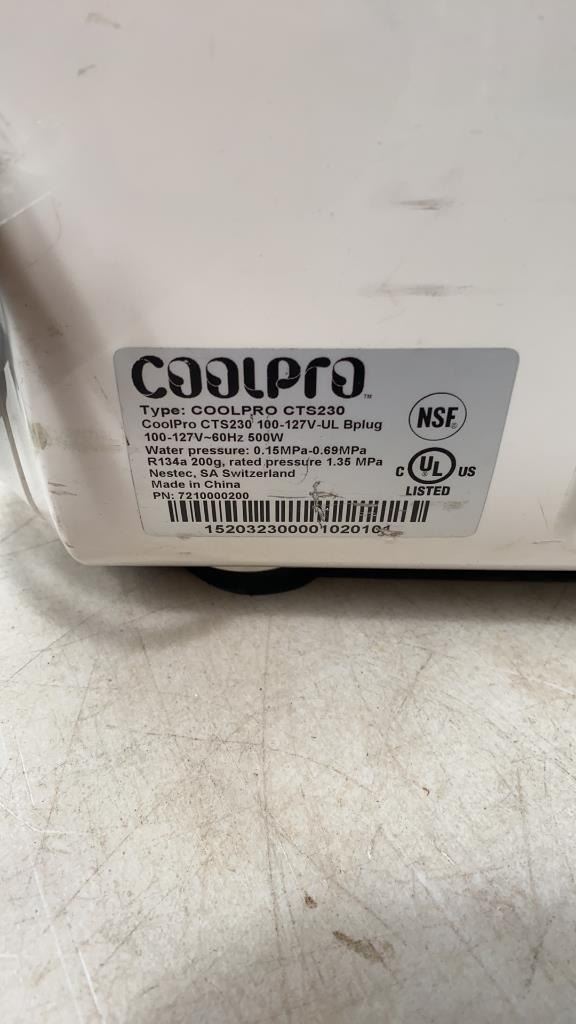 COOLPRO™
Type: COOLPRO CTS230
CoolPro CTS230 100-127V-UL Bplug
100-127V~60Hz 500W
Water pressure: 0.15MPa-0.69MPa
R134a 200g, rated pressure 1.35 MPa
Nestec, SA Switzerland
Made in China
PN: 7210000200
152032300001020101
NSF®
C UL® US
LISTED